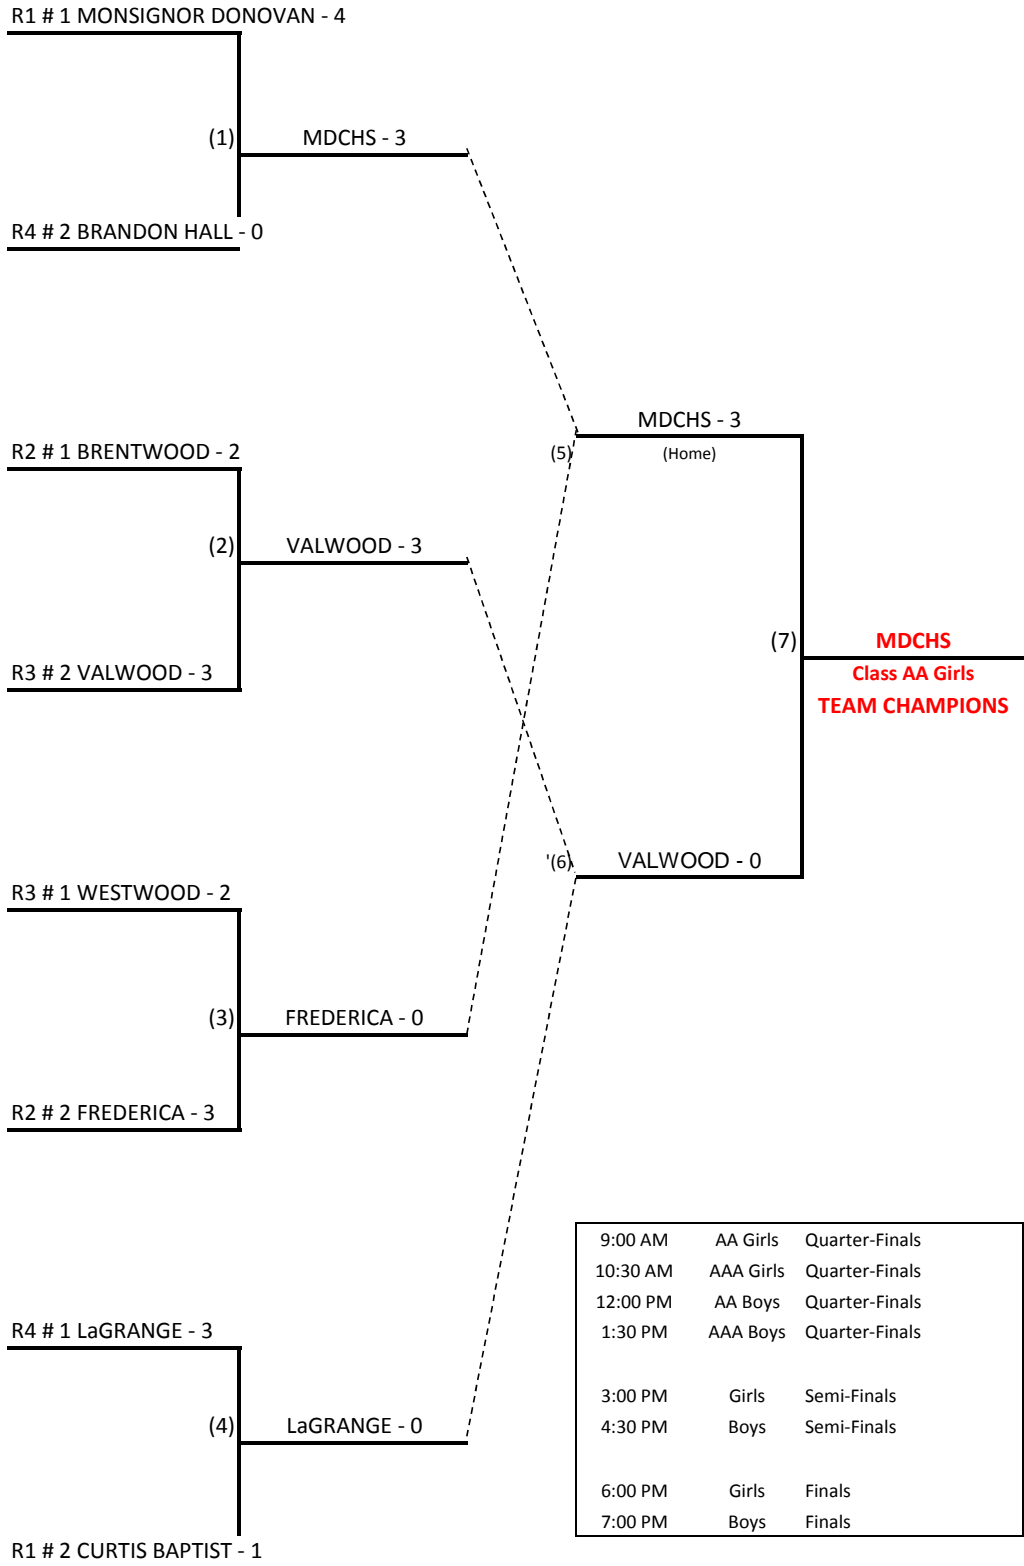 R1 # 1 MONSIGNOR DONOVAN - 4
(1)
MDCHS - 3
R4 # 2 BRANDON HALL - 0
MDCHS - 3
(5)
(Home)
R2 # 1 BRENTWOOD - 2
(2)
VALWOOD - 3
(7)
MDCHS
Class AA Girls
TEAM CHAMPIONS
R3 # 2 VALWOOD - 3
'(6)
VALWOOD - 0
R3 # 1 WESTWOOD - 2
(3)
FREDERICA - 0
R2 # 2 FREDERICA - 3
9:00 AM AA Girls Quarter-Finals
10:30 AM AAA Girls Quarter-Finals
12:00 PM AA Boys Quarter-Finals
1:30 PM AAA Boys Quarter-Finals
3:00 PM Girls Semi-Finals
4:30 PM Boys Semi-Finals
6:00 PM Girls Finals
7:00 PM Boys Finals
R4 # 1 LaGRANGE - 3
(4)
LaGRANGE - 0
R1 # 2 CURTIS BAPTIST - 1